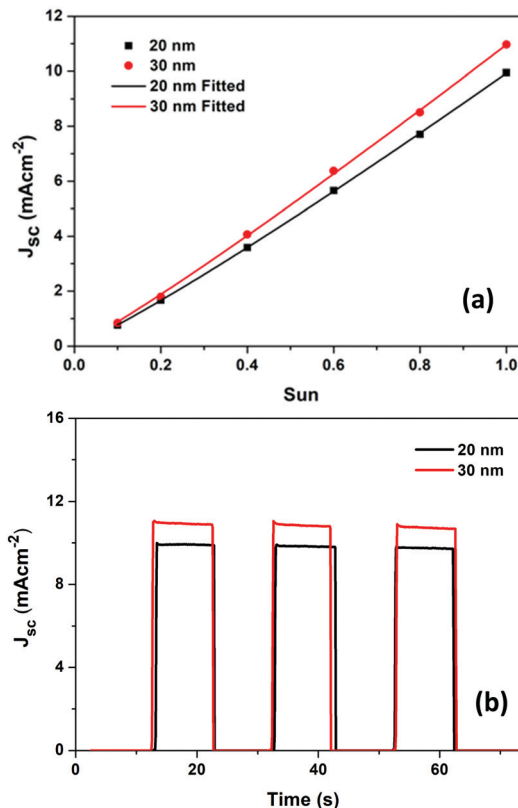 12
10
8
6
4
2
0
J_SC (mAcm⁻²)
20 nm
30 nm
20 nm Fitted
30 nm Fitted
(a)
0.0 0.2 0.4 0.6 0.8 1.0
Sun
16
12
8
4
0
J_sc (mAcm⁻²)
20 nm
30 nm
(b)
0 20 40 60
Time (s)